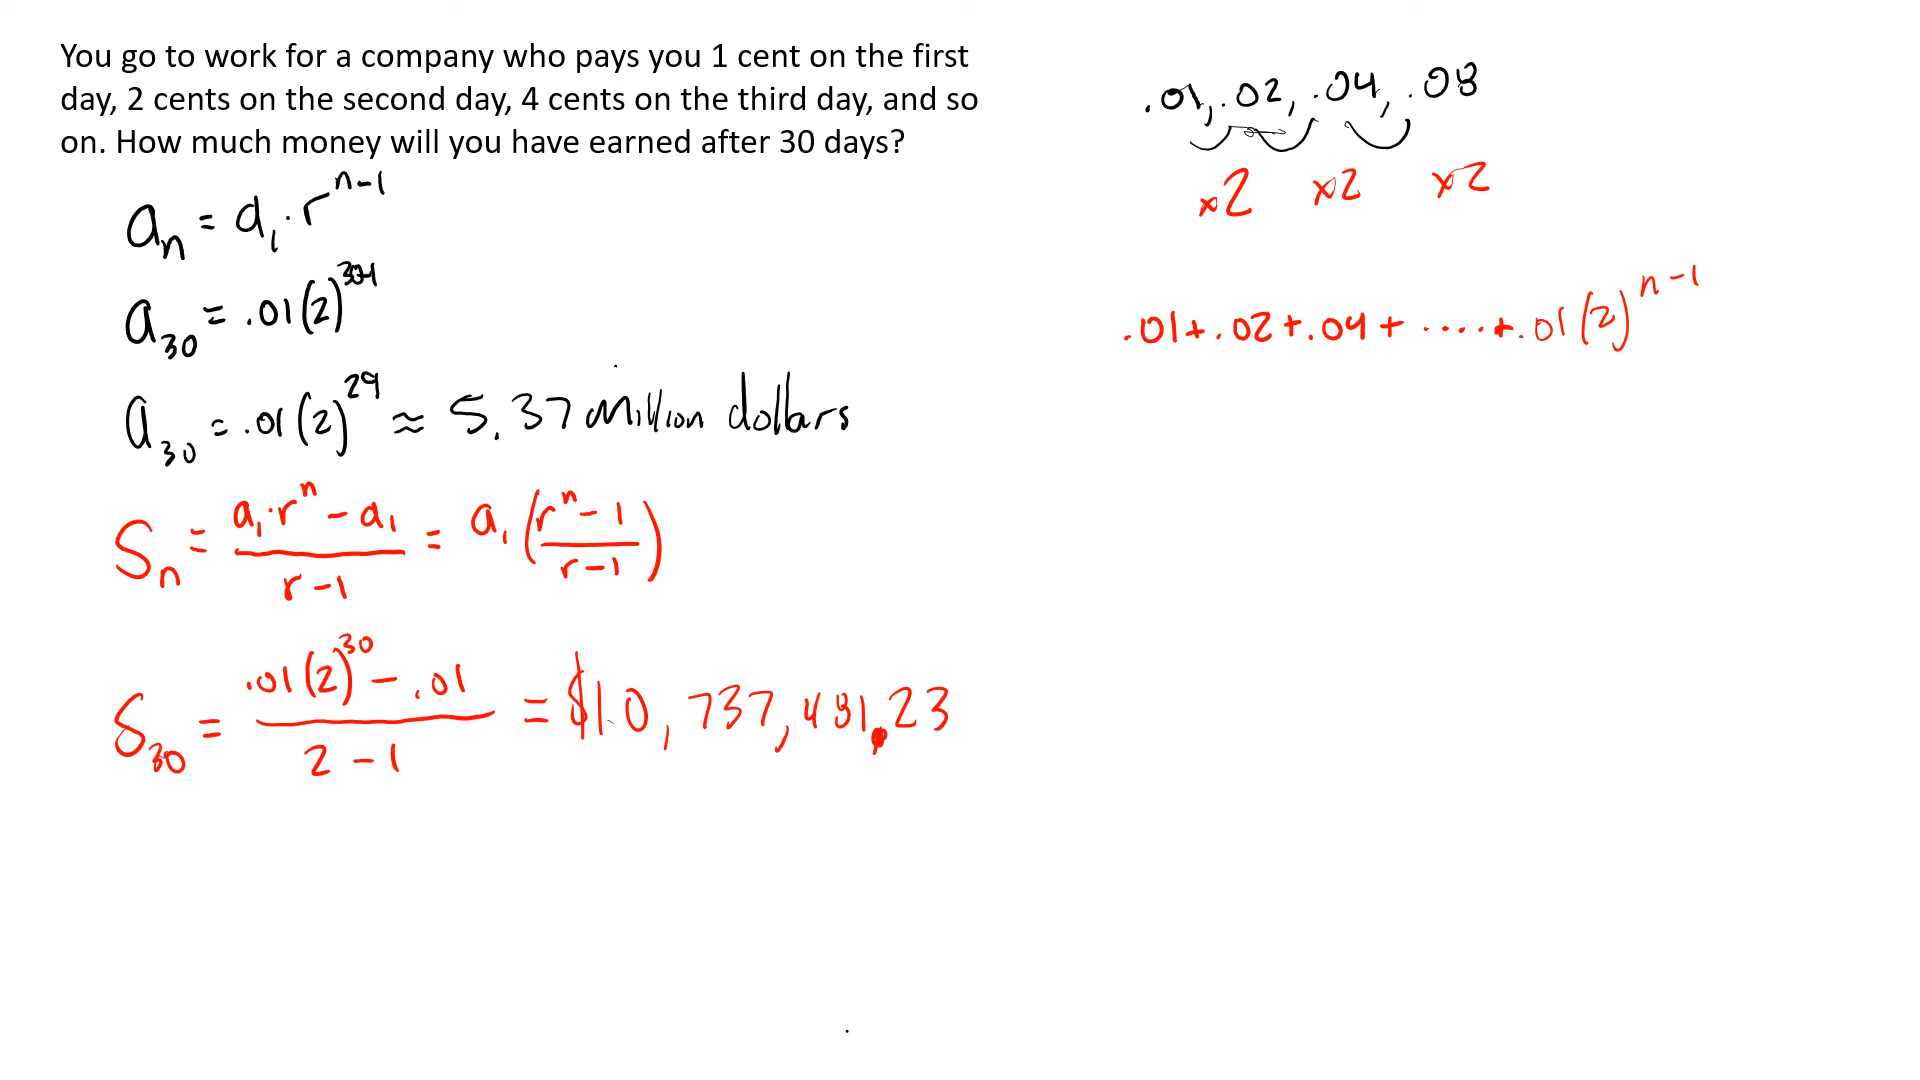 You go to work for a company who pays you 1 cent on the first
day, 2 cents on the second day, 4 cents on the third day, and so
on. How much money will you have earned after 30 days?
aₙ = a₁ · r^(n-1)
a₃₀ = .01(2)^(30-1)
a₃₀ = .01(2)^29 ≈ 5.37 million dollars
Sₙ = (a₁·r^n - a₁)/(r-1) = a₁((r^n - 1)/(r-1))
S₃₀ = (.01(2)^30 - .01)/(2-1) = $10,737,481.23
.01, .02, .04, .08
×2 ×2 ×2
.01+.02+.04+ ....+.01(2)^(n-1)